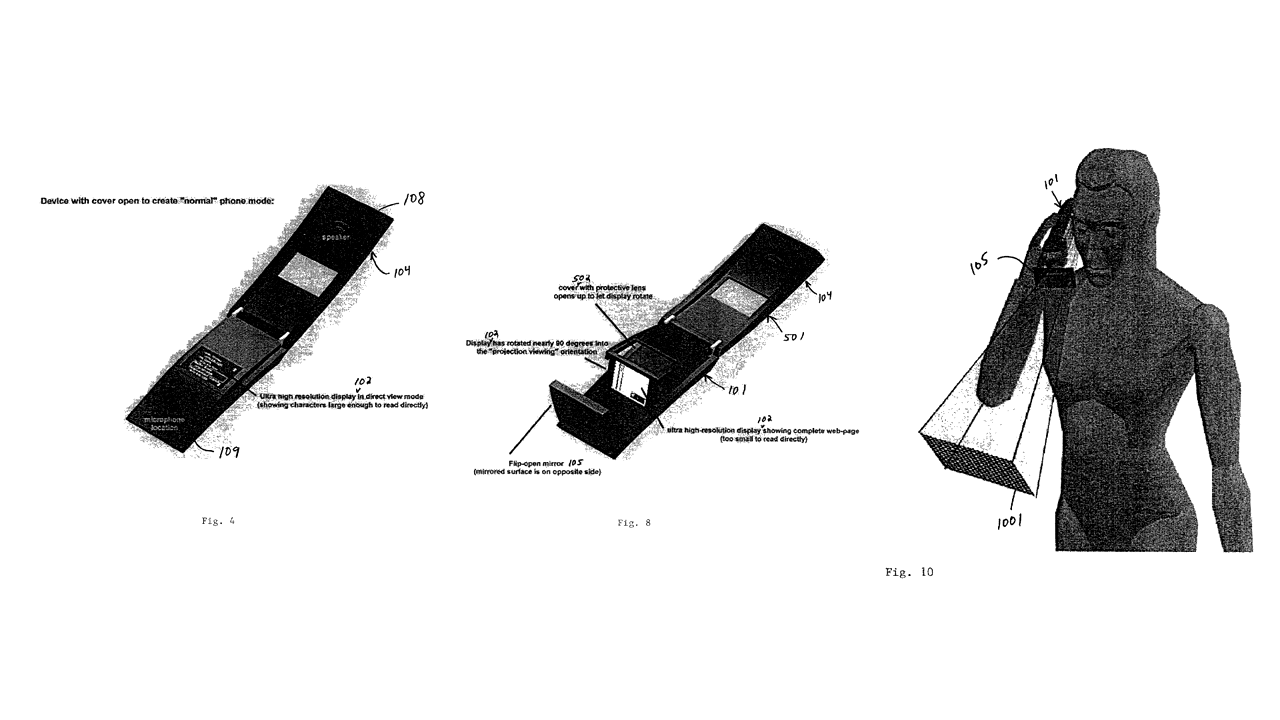 Device with cover open to create "normal" phone mode:
108
speaker
104
102
Ultra high resolution display in direct view mode
(showing characters large enough to read directly)
microphone
location
109
Fig. 4
502
cover with protective lens
opens up to let display rotate
104
501
102
Display has rotated nearly 90 degrees into
the "projection viewing" orientation
101
102
ultra high-resolution display showing complete web-page
(too small to read directly)
Flip-open mirror 105
(mirrored surface is on opposite side)
Fig. 8
101
105
1001
Fig. 10